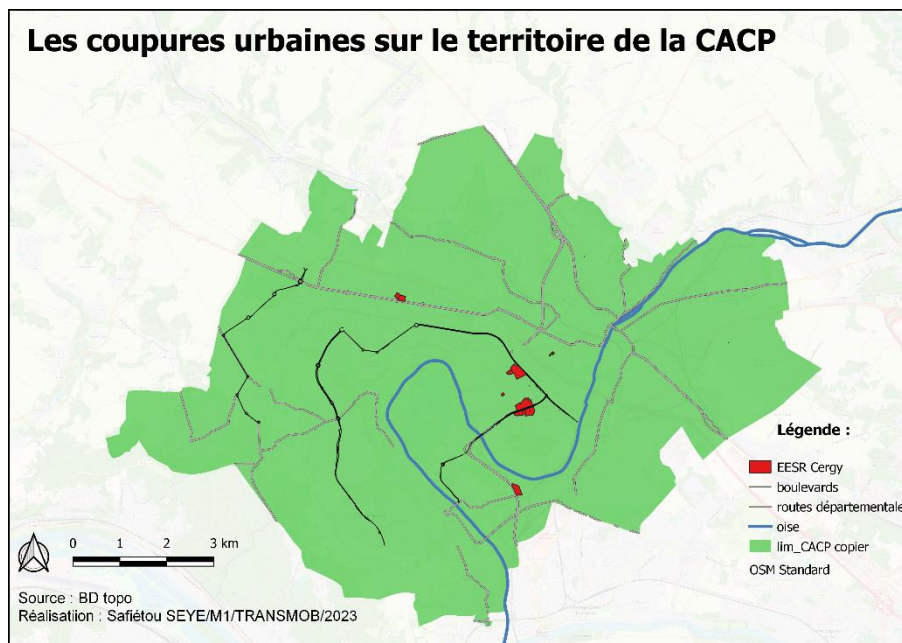 Les coupures urbaines sur le territoire de la CACP
Légende :
EESR Cergy
boulevards
routes départementale
oise
lim_CACP copier
OSM Standard
0 1 2 3 km
Source : BD topo
Réalisation : Safiétou SEYE/M1/TRANSMOB/2023